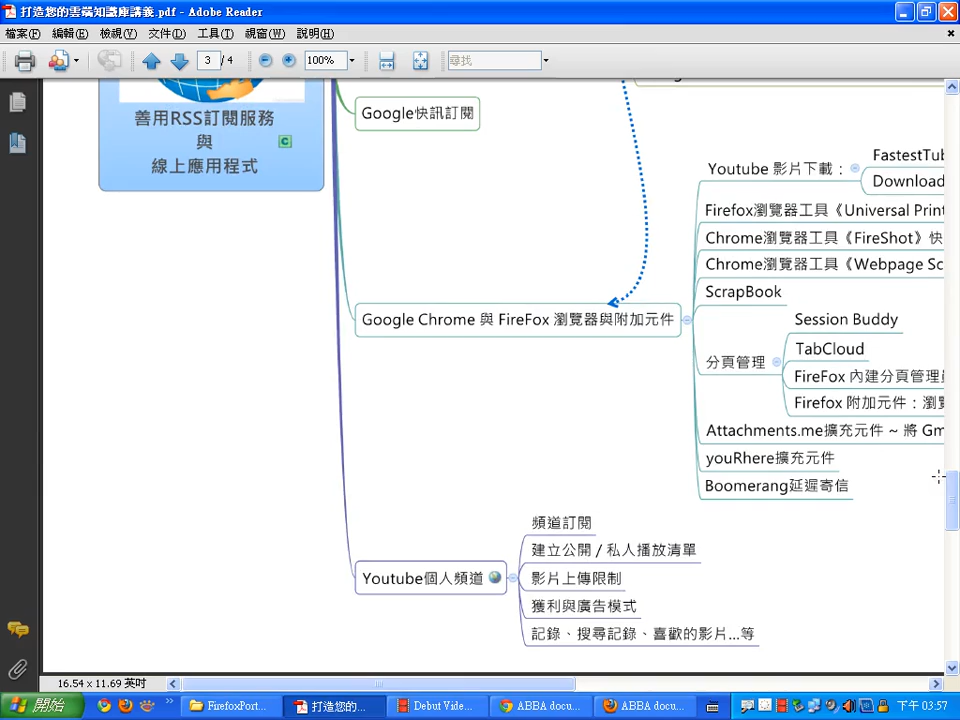 打造您的雲端知識庫講義.pdf - Adobe Reader
檔案(F) 編輯(E) 檢視(V) 文件(D) 工具(T) 視窗(W) 說明(H)
3 / 4 100% 尋找
善用RSS訂閱服務
與
線上應用程式
C
Google快訊訂閱
Youtube 影片下載：
FastestTub
Download
Firefox瀏覽器工具《Universal Print
Chrome瀏覽器工具《FireShot》快
Chrome瀏覽器工具《Webpage Sc
ScrapBook
Google Chrome 與 FireFox 瀏覽器與附加元件
分頁管理
Session Buddy
TabCloud
FireFox 內建分頁管理
Firefox 附加元件：瀏
Attachments.me擴充元件 ~ 將 Gm
youRhere擴充元件
Boomerang延遲寄信
Youtube個人頻道
頻道訂閱
建立公開 / 私人播放清單
影片上傳限制
獲利與廣告模式
記錄、搜尋記錄、喜歡的影片...等
16.54 x 11.69 英吋
開始 FirefoxPort... 打造您的... Debut Vide... ABBA docu... ABBA docu... 下午 03:57